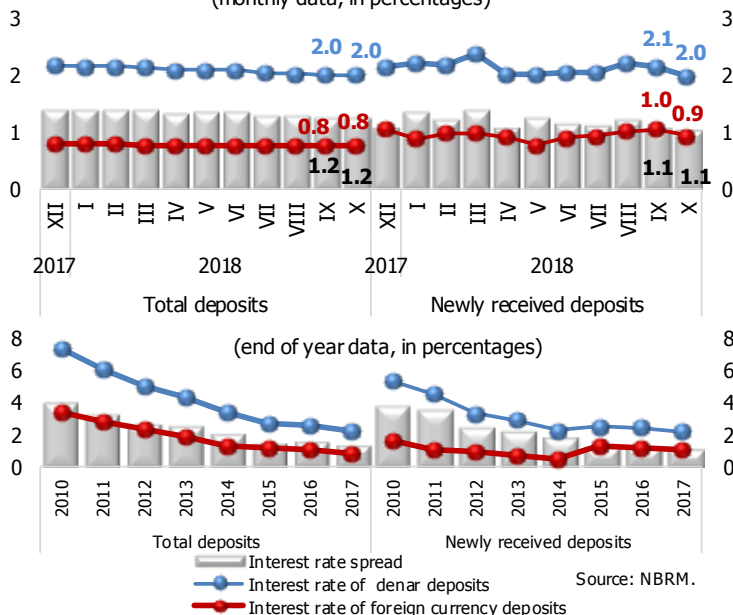 (monthly data, in percentages)
3 3
2.0 2.0 2.1 2.0
2 2
0.8 0.8 1.0 0.9
1 1
1.2 1.2 1.1 1.1
0 0
XII I II III IV V VI VII VIII IX X XII I II III IV V VI VII VIII IX X
2017 2018 2017 2018
Total deposits Newly received deposits
8 (end of year data, in percentages) 8
6 6
4 4
2 2
0 0
2010 2011 2012 2013 2014 2015 2016 2017 2010 2011 2012 2013 2014 2015 2016 2017
Total deposits Newly received deposits
Interest rate spread
Interest rate of denar deposits Source: NBRM.
Interest rate of foreign currency deposits